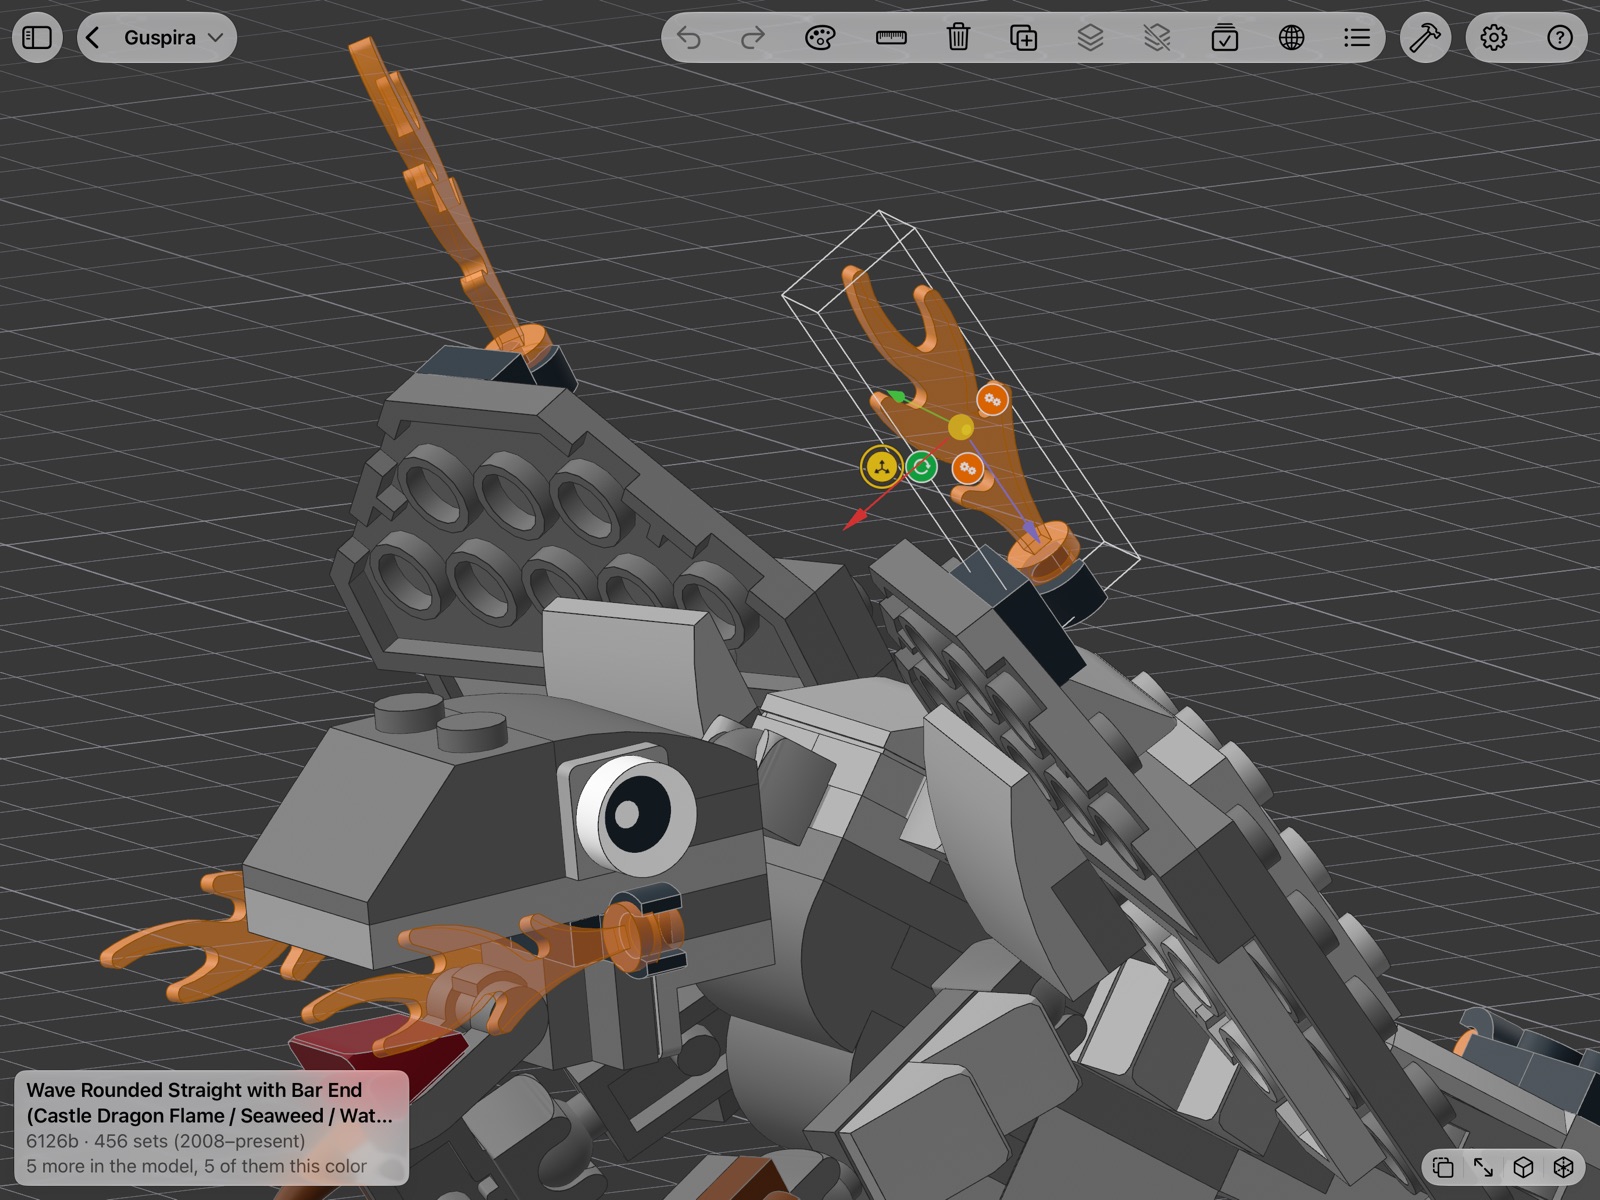 Guspira
Wave Rounded Straight with Bar End
(Castle Dragon Flame / Seaweed / Wat...
6126b · 456 sets (2008–present)
5 more in the model, 5 of them this color